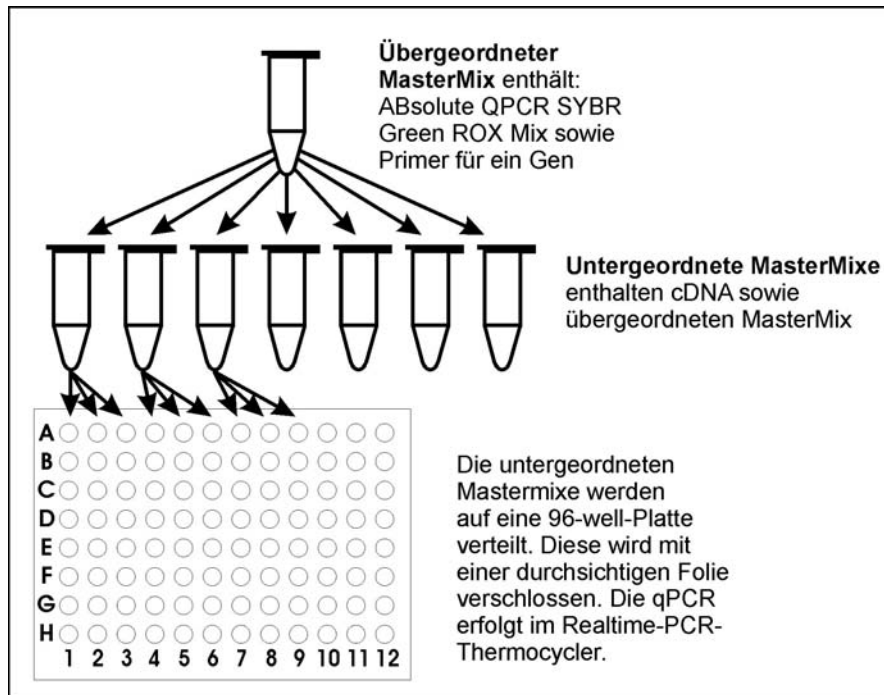 Übergeordneter
MasterMix enthält:
ABsolute QPCR SYBR
Green ROX Mix sowie
Primer für ein Gen
Untergeordnete MasterMixe
enthalten cDNA sowie
übergeordneten MasterMix
A
B
C
D
E
F
G
H
1 2 3 4 5 6 7 8 9 10 11 12
Die untergeordneten
Mastermixe werden
auf eine 96-well-Platte
verteilt. Diese wird mit
einer durchsichtigen Folie
verschlossen. Die qPCR
erfolgt im Realtime-PCR-
Thermocycler.